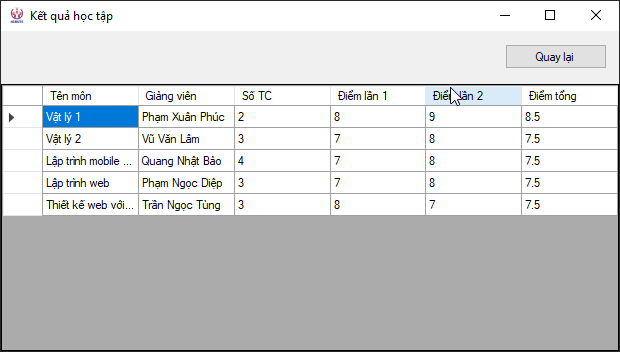 Kết quả học tập
Quay lại
Tên môn Giảng viên Số TC Điểm lần 1 Điểm lần 2 Điểm tổng
Vật lý 1 Phạm Xuân Phúc 2 8 9 8.5
Vật lý 2 Vũ Văn Lâm 3 7 8 7.5
Lập trình mobile ... Quang Nhật Bảo 4 7 8 7.5
Lập trình web Phạm Ngọc Diệp 3 7 8 7.5
Thiết kế web với... Trần Ngọc Tùng 3 8 7 7.5